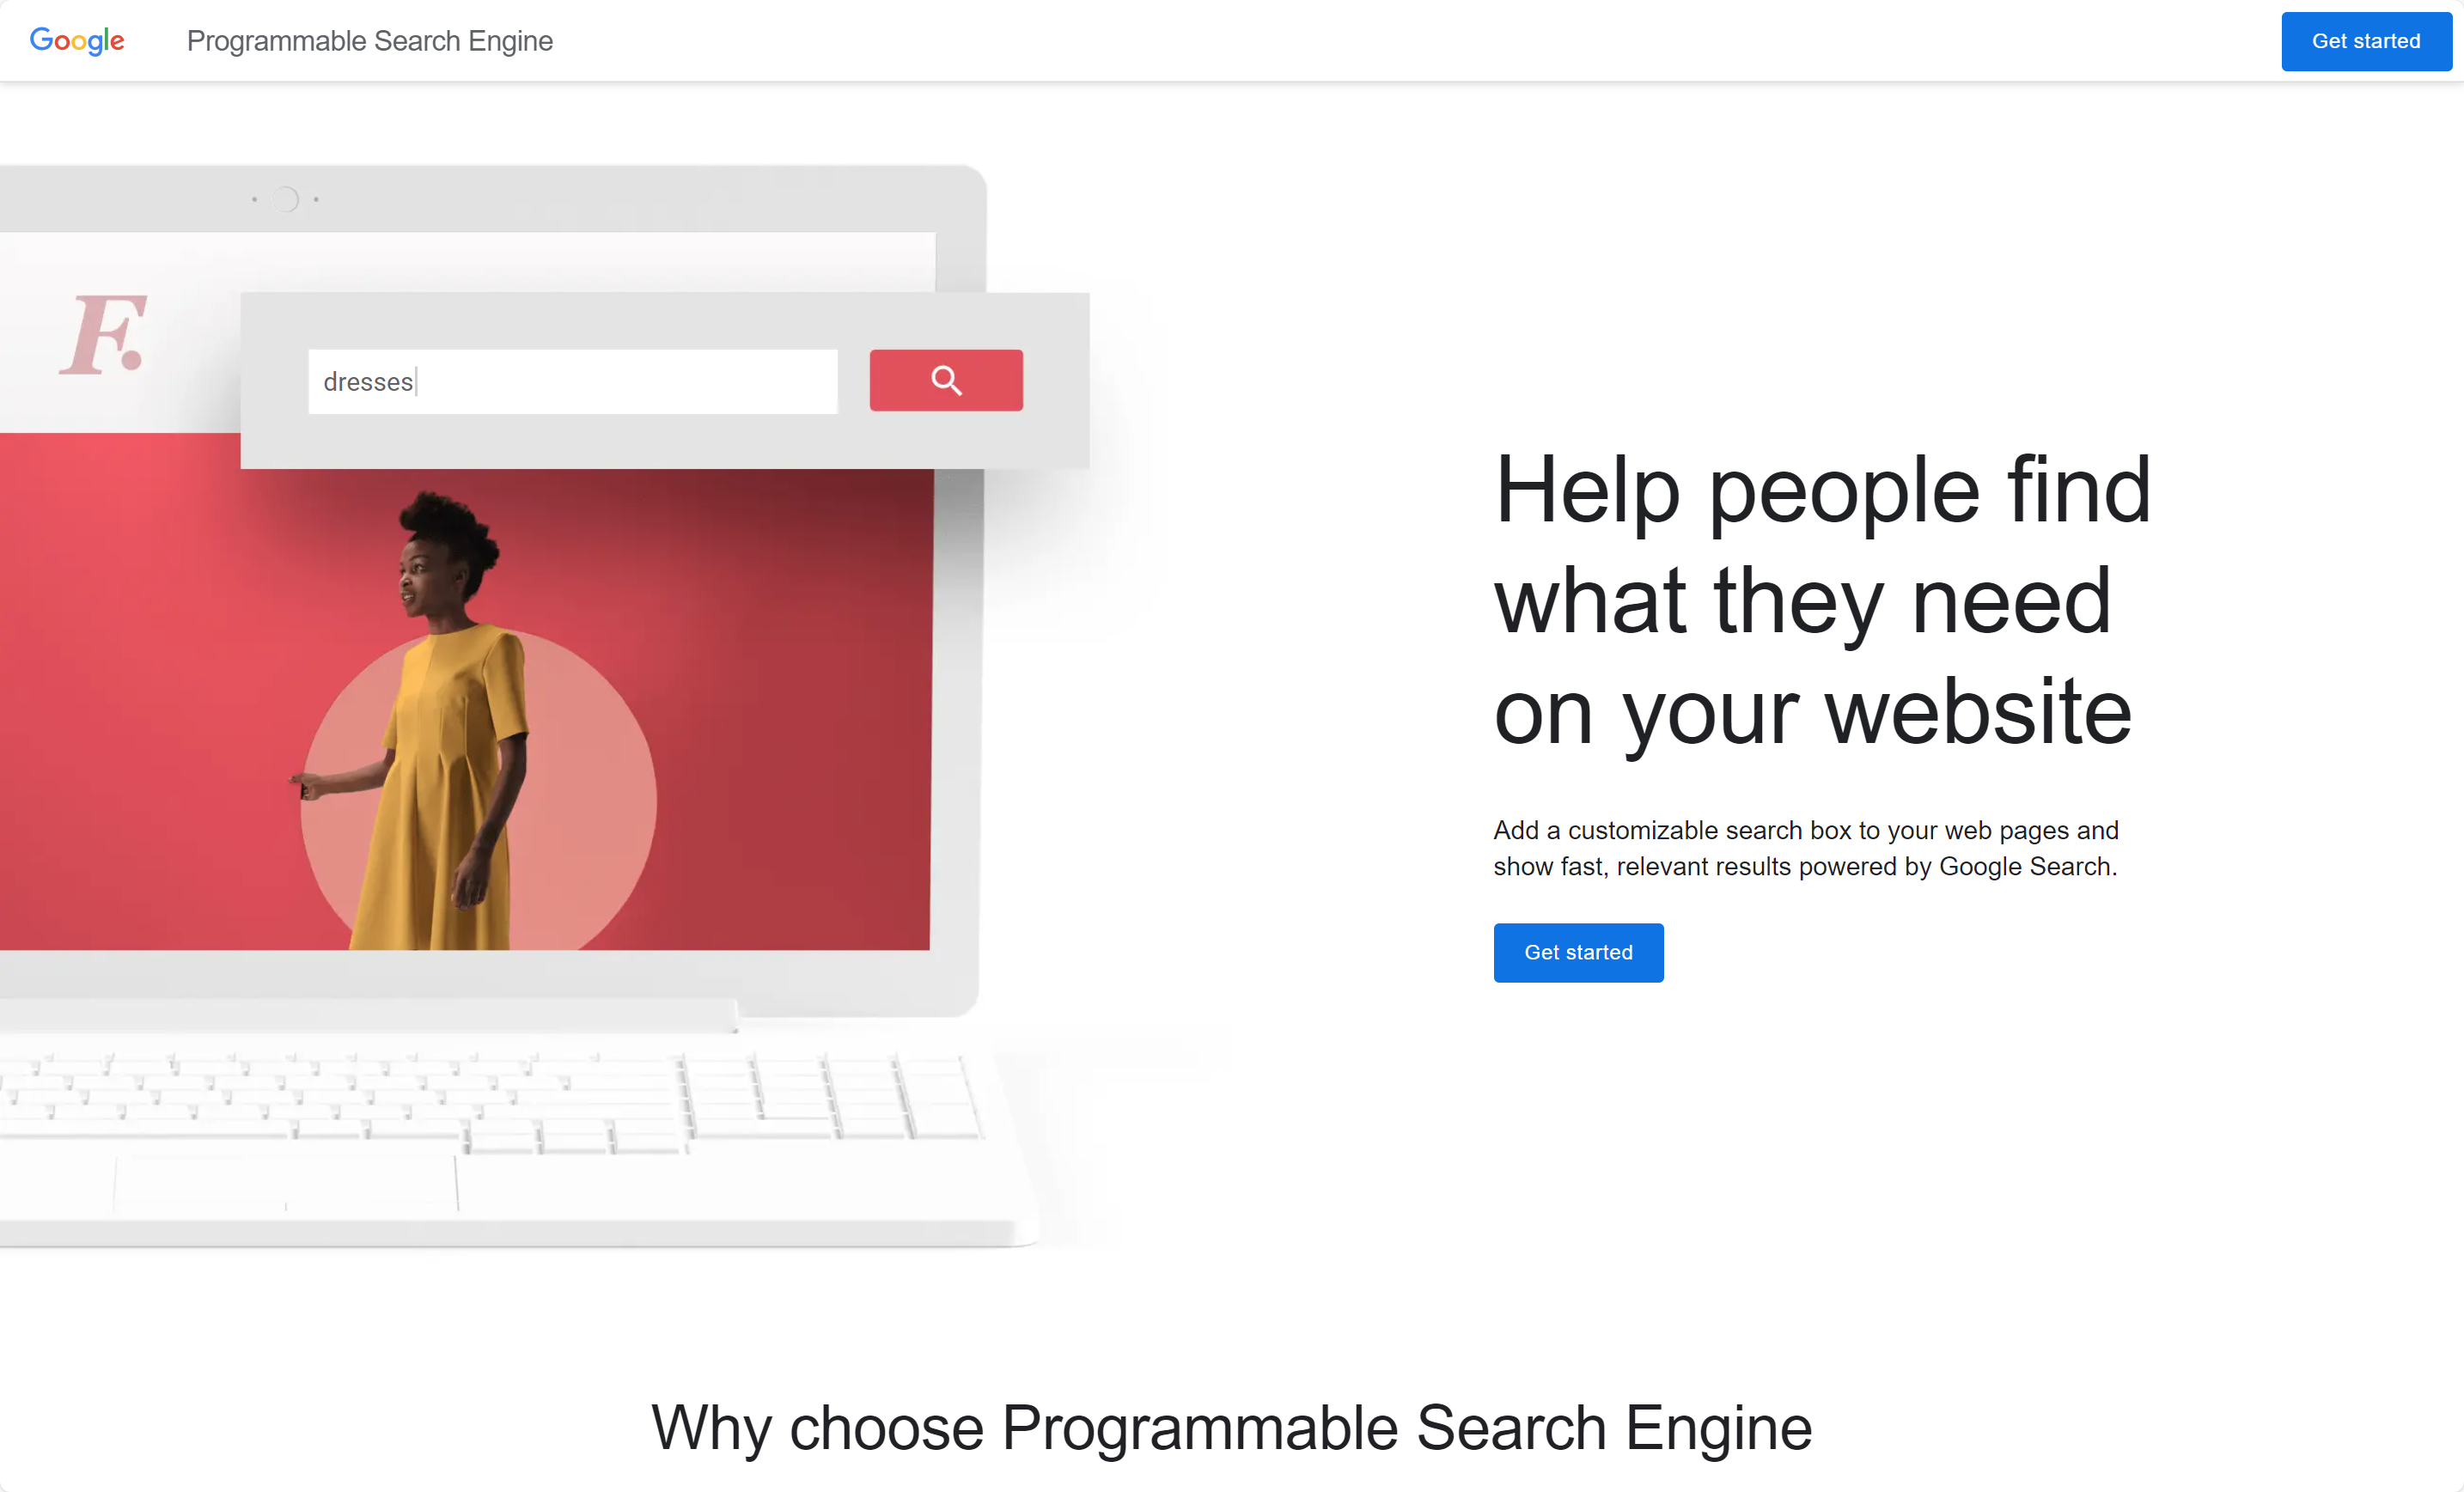 Google Programmable Search Engine Get started
F.
dresses
Help people find
what they need
on your website
Add a customizable search box to your web pages and
show fast, relevant results powered by Google Search.
Get started
Why choose Programmable Search Engine